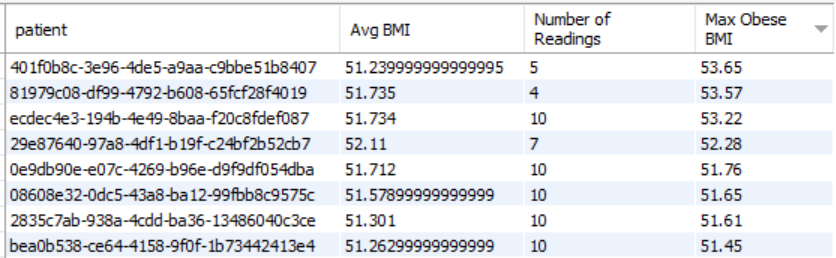 patient Avg BMI Number of Readings Max Obese BMI
401f0b8c-3e96-4de5-a9aa-c9bbe51b8407 51.239999999999995 5 53.65
81979c08-df99-4792-b608-65fcf28f4019 51.735 4 53.57
ecdec4e3-194b-4e49-8baa-f20c8fdef087 51.734 10 53.22
29e87640-97a8-4df1-b19f-c24bf2b52cb7 52.11 7 52.28
0e9db90e-e07c-4269-b96e-d9f9df054dba 51.712 10 51.76
08608e32-0dc5-43a8-ba12-99fbb8c9575c 51.57899999999999 10 51.65
2835c7ab-938a-4cdd-ba36-13486040c3ce 51.301 10 51.61
bea0b538-ce64-4158-9f0f-1b73442413e4 51.26299999999999 10 51.45